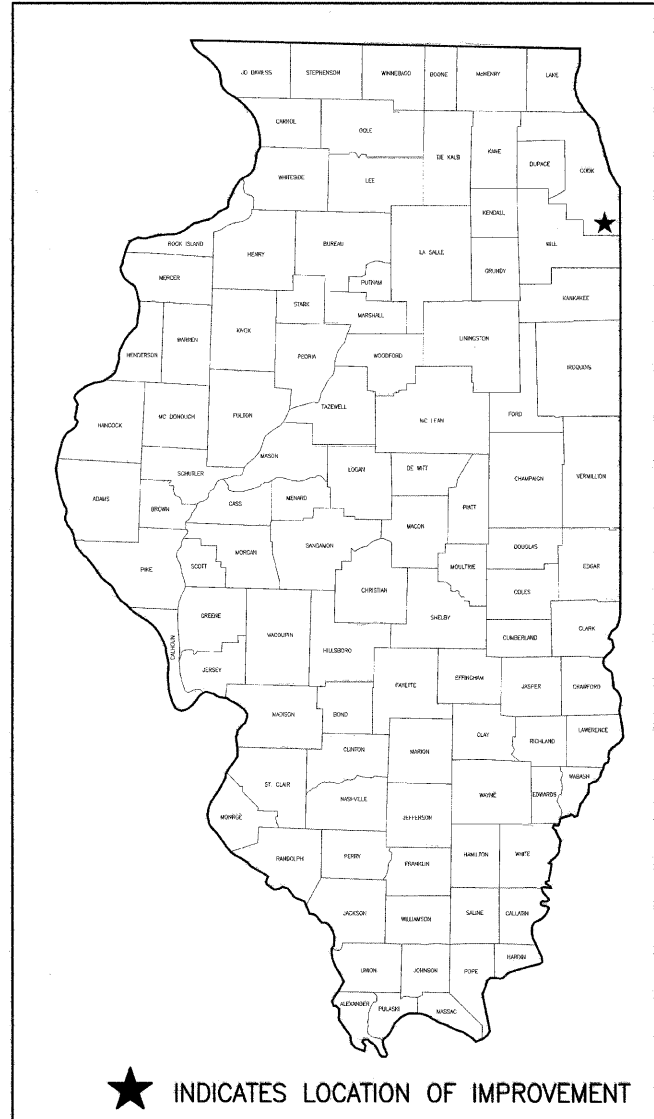 JO DAVIESS STEPHENSON WINNEBAGO BOONE McHENRY LAKE
CARROL OGLE DE KALB KANE DUPAGE COOK
WHITESIDE LEE KENDALL WILL
ROCK ISLAND HENRY BUREAU LA SALLE GRUNDY
MERCER STARK PUTNAM KANKAKEE
HENDERSON WARREN KNOX PEORIA MARSHALL WOODFORD LININGSTON IROQUOIS
HANCOCK MC DONOUCH FULTON TAZEWELL MC LEAN FORD
SCHUYLER MASON LOGAN DE WITT CHAMPAIGN VERMILLION
ADAMS BROWN CASS MENARD PIATT
MACON
PIKE SCOTT MORGAN SANGAMON MOULTRIE DOUGLAS EDGAR
CHRISTIAN COLES
GREENE SHELBY
CALHOUN JERSEY MACOUPIN HILLSBORO CUMBERLAND CLARK
FAYETTE EFFINGHAM JASPER CRAWFORD
MADISON BOND
CLINTON MARION CLAY RICHLAND LAWERENCE
ST. CLAIR WABASH
MONROE NASHVILLE JEFFERSON WAYNE EDWARDS
RANDOLPH PERRY FRANKLIN HAMILTON WHITE
JACKSON WILLIAMTON SALINE GALLATIN
UNION JOHNSON POPE HARDIN
ALEXANDER PULASKI MASSAC
INDICATES LOCATION OF IMPROVEMENT